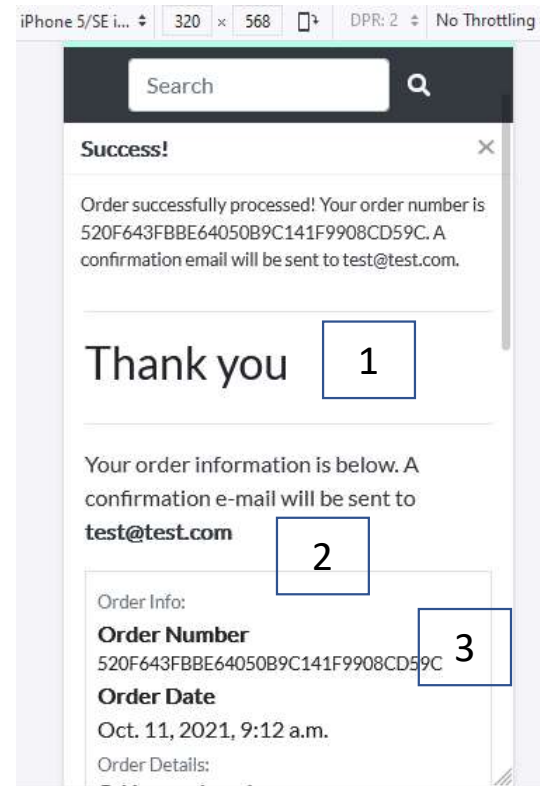 iPhone 5/SE i... 320 × 568 DPR: 2 No Throttling
Search
Success! ×
Order successfully processed! Your order number is
520F643FBBE64050B9C141F9908CD59C. A
confirmation email will be sent to test@test.com.
Thank you 1
Your order information is below. A
confirmation e-mail will be sent to
test@test.com
2
Order Info:
Order Number
520F643FBBE64050B9C141F9908CD59C 3
Order Date
Oct. 11, 2021, 9:12 a.m.
Order Details: